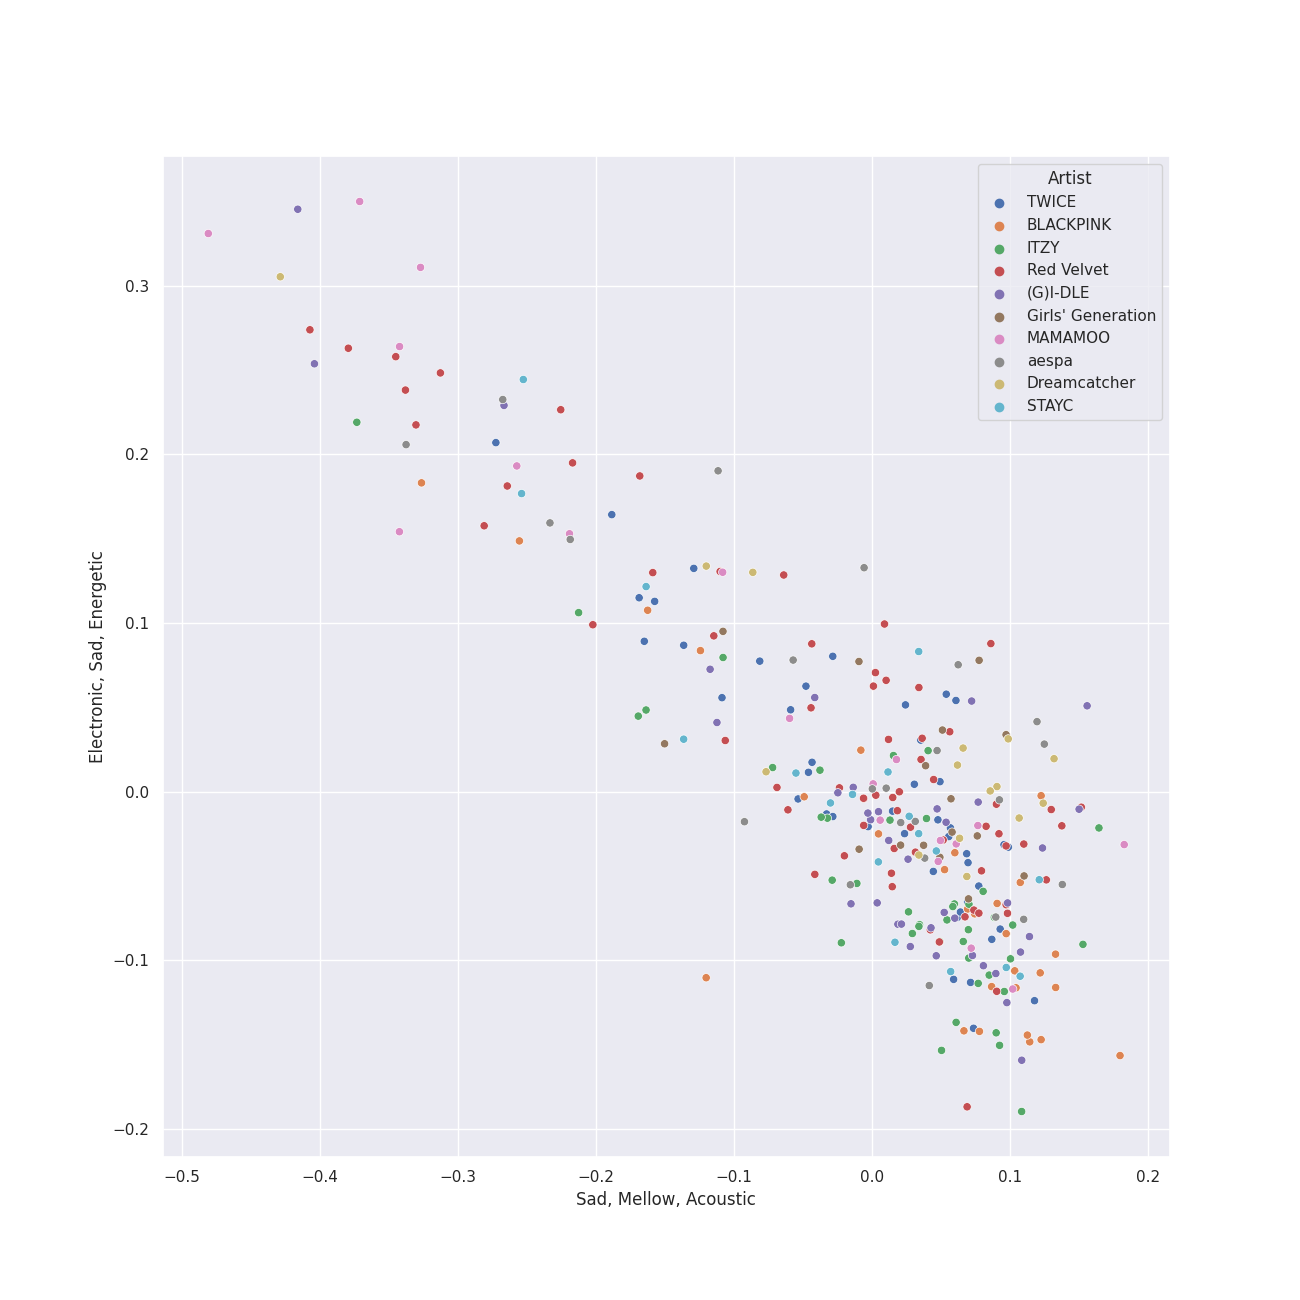 Artist
TWICE
BLACKPINK
ITZY
Red Velvet
(G)I-DLE
Girls' Generation
MAMAMOO
aespa
Dreamcatcher
STAYC
Electronic, Sad, Energetic
0.3
0.2
0.1
0.0
−0.1
−0.2
−0.5
−0.4
−0.3
−0.2
−0.1
0.0
0.1
0.2
Sad, Mellow, Acoustic